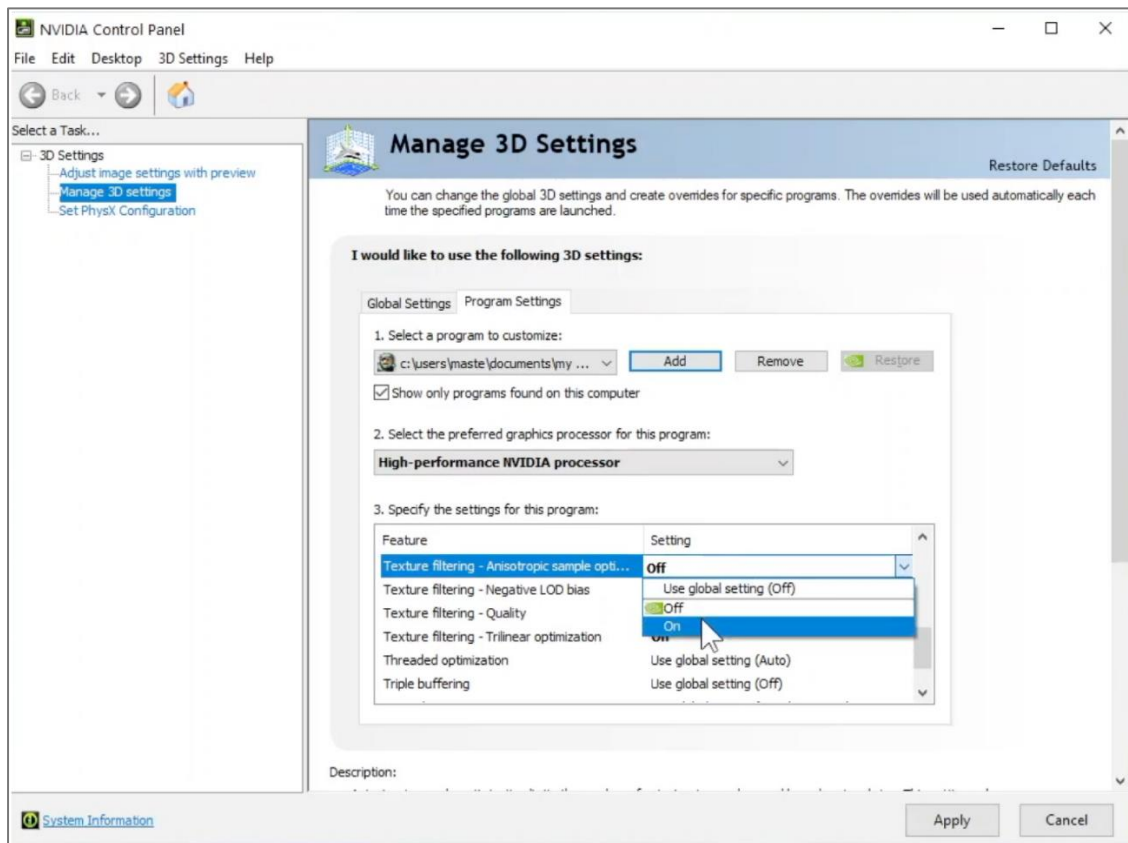 NVIDIA Control Panel
File Edit Desktop 3D Settings Help
Back
Select a Task...
3D Settings
Adjust image settings with preview
Manage 3D settings
Set PhysX Configuration
Manage 3D Settings
Restore Defaults
You can change the global 3D settings and create overrides for specific programs. The overrides will be used automatically each
time the specified programs are launched.
I would like to use the following 3D settings:
Global Settings Program Settings
1. Select a program to customize:
c:\users\maste\documents\my ... Add Remove Restore
Show only programs found on this computer
2. Select the preferred graphics processor for this program:
High-performance NVIDIA processor
3. Specify the settings for this program:
Feature Setting
Texture filtering - Anisotropic sample opti... Off
Use global setting (Off)
Texture filtering - Negative LOD bias
Off
Texture filtering - Quality
On
Texture filtering - Trilinear optimization
Threaded optimization Use global setting (Auto)
Triple buffering Use global setting (Off)
Description:
System Information Apply Cancel